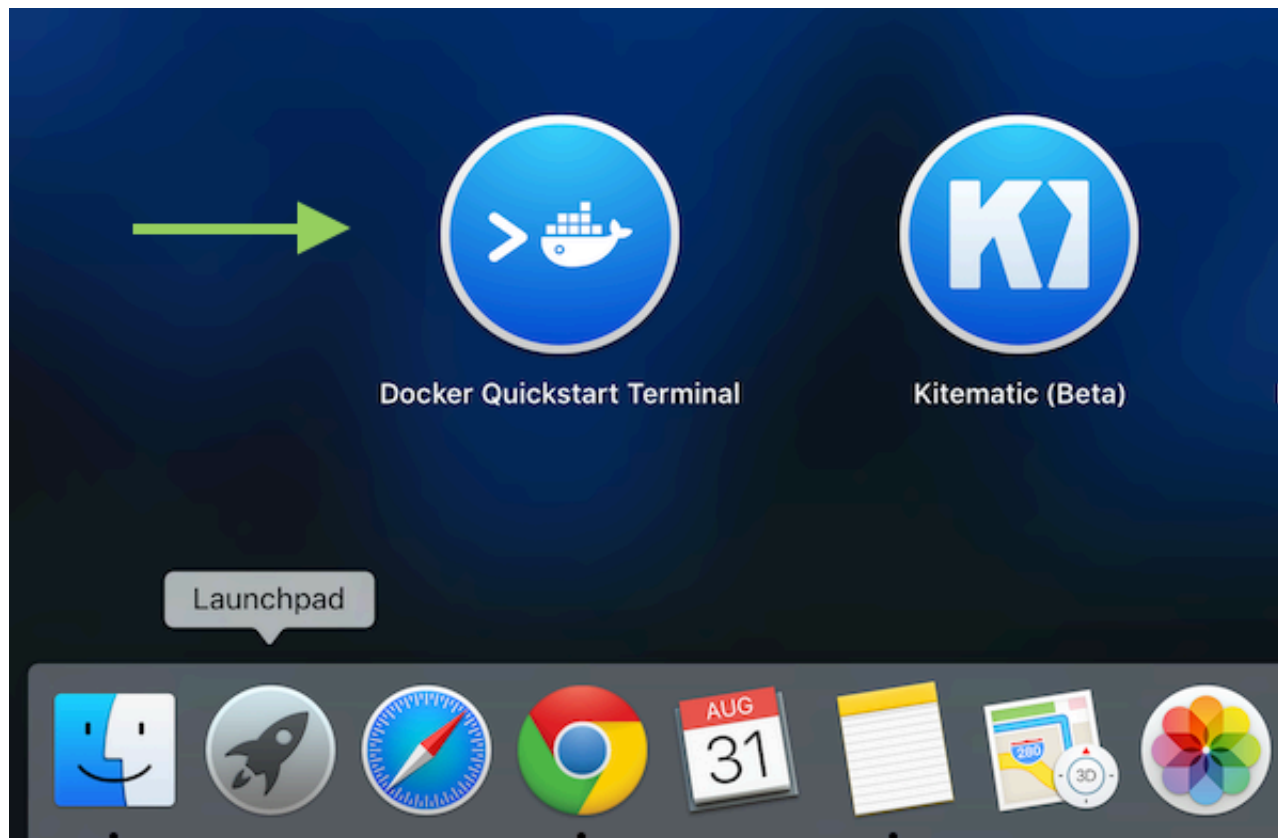 Docker Quickstart Terminal
Kitematic (Beta)
Launchpad
AUG
31
280
3D